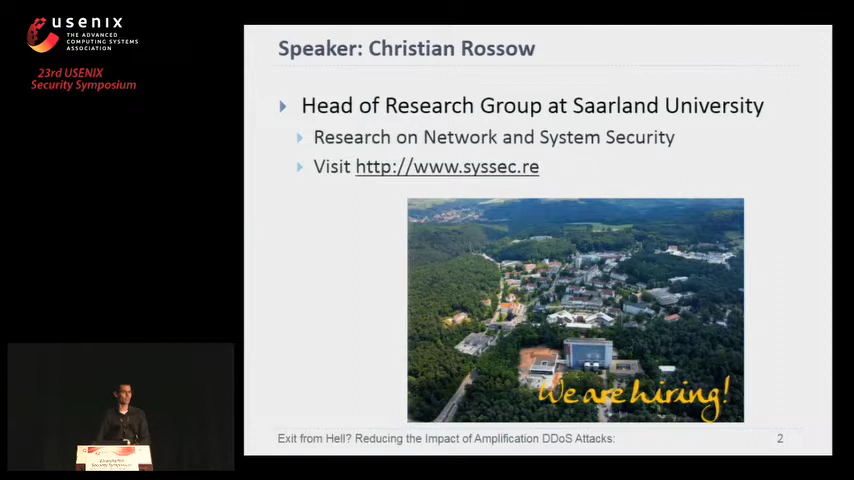 usenix
THE ADVANCED
COMPUTING SYSTEMS
ASSOCIATION
23rd USENIX
Security Symposium
Speaker: Christian Rossow
Head of Research Group at Saarland University
Research on Network and System Security
Visit http://www.syssec.re
We are hiring!
Exit from Hell? Reducing the Impact of Amplification DDoS Attacks:
2
Security Symposium